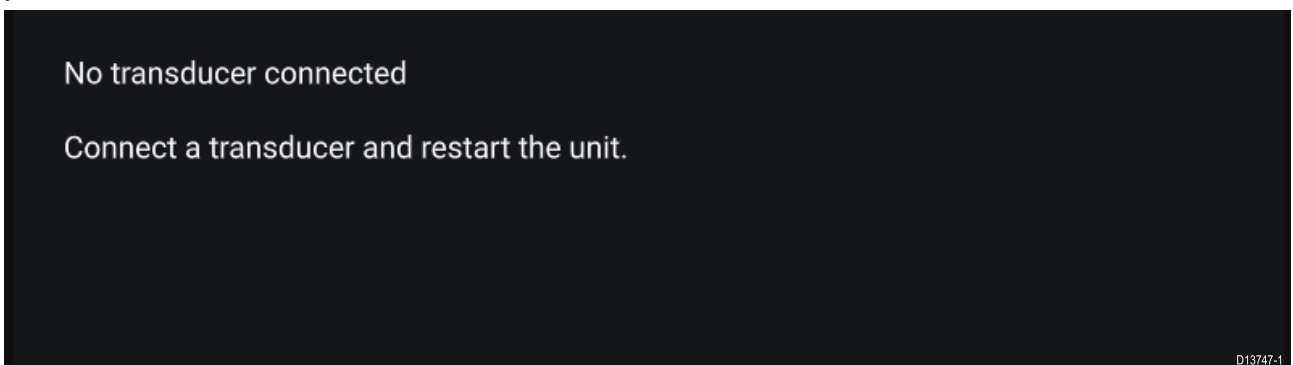 No transducer connected
Connect a transducer and restart the unit.
D13747-1